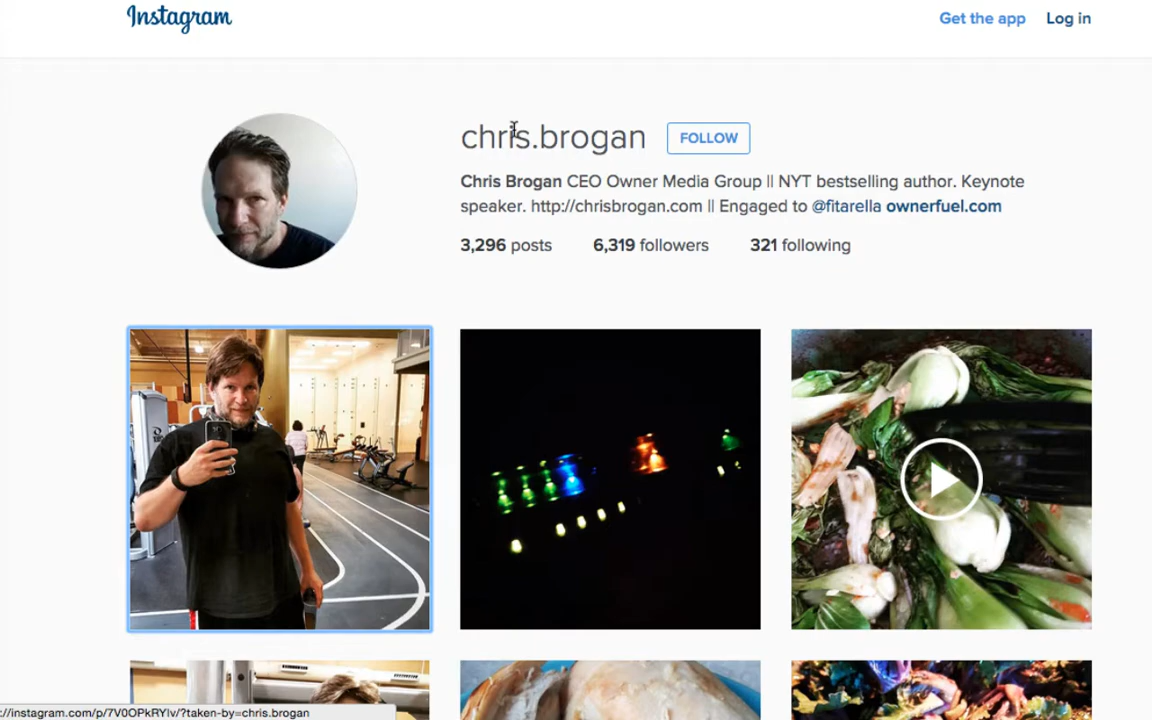 Instagram
Get the app Log in
chris.brogan FOLLOW
Chris Brogan CEO Owner Media Group || NYT bestselling author. Keynote
speaker. http://chrisbrogan.com || Engaged to @fitarella ownerfuel.com
3,296 posts 6,319 followers 321 following
://instagram.com/p/7V0OPkRYlv/?taken-by=chris.brogan